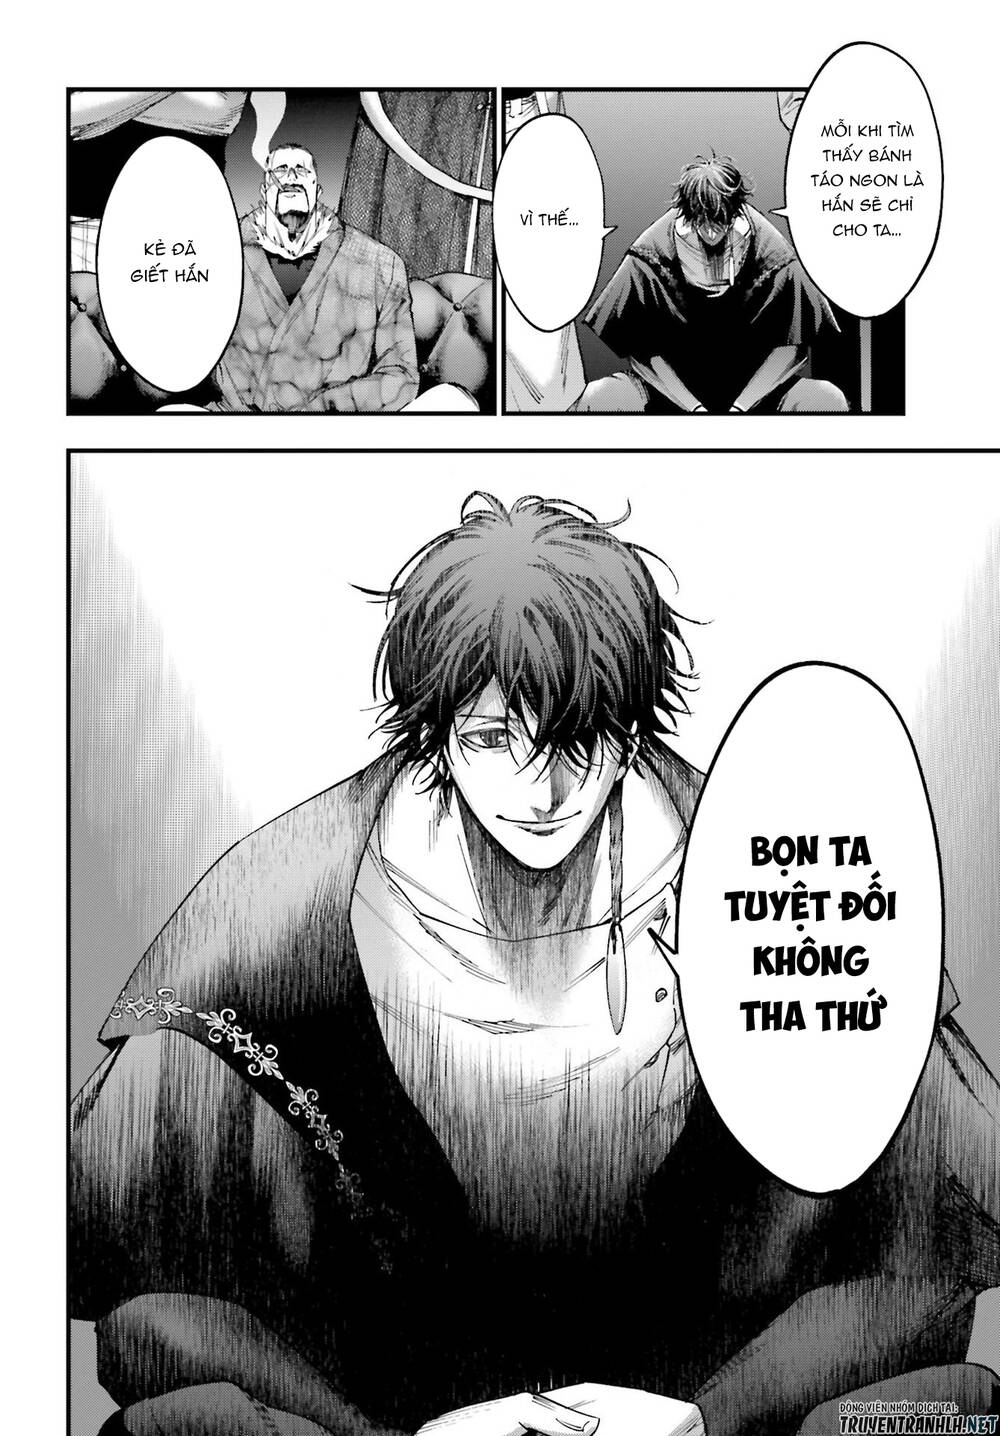 MỖI KHI TÌM
THẤY BÁNH
TÁO NGON LÀ
HẮN SẼ CHỈ
CHO TA...
VÌ THẾ...
KẺ ĐÃ
GIẾT HẮN
BỌN TA
TUYỆT ĐỐI
KHÔNG
THA THỨ
ĐỘNG VIÊN NHÓM DỊCH TẠI:
TRUYENTRANHLH.NET